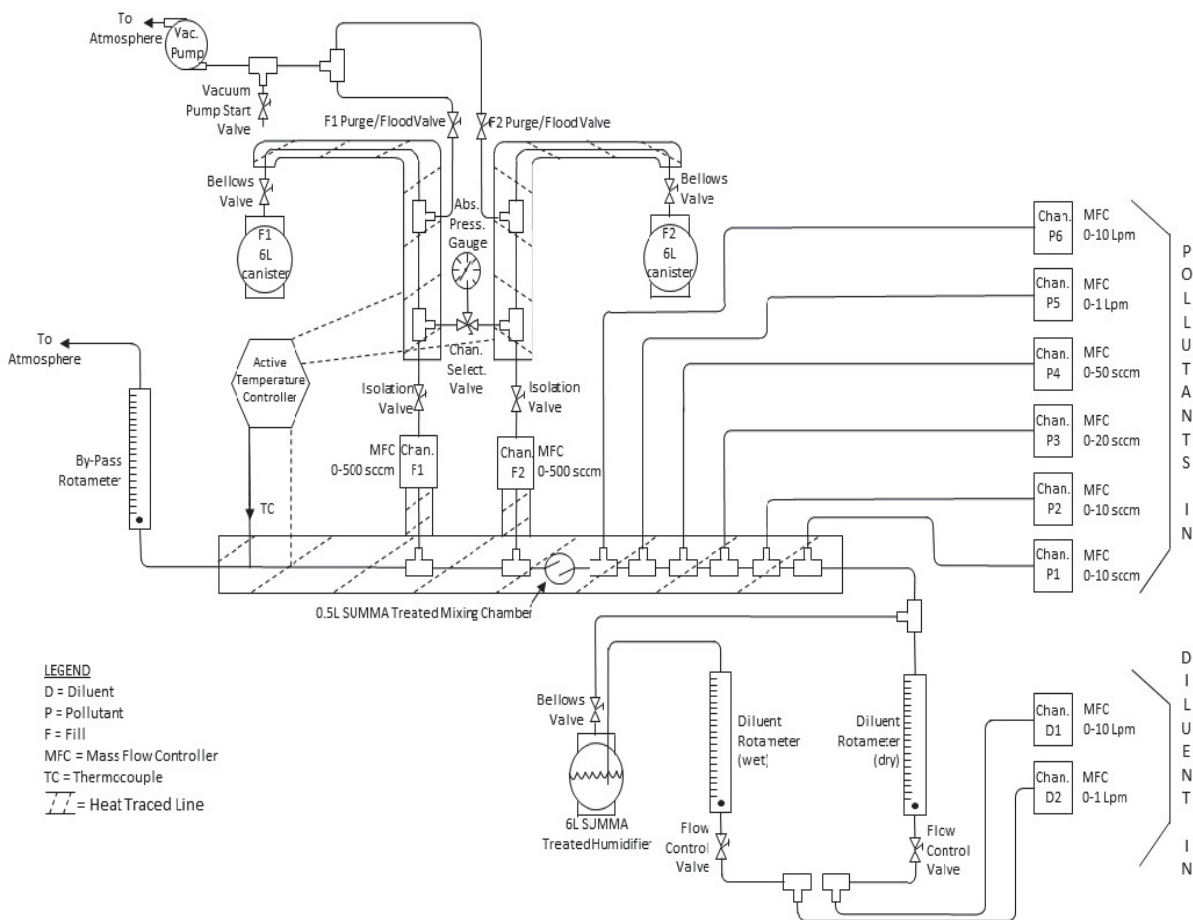 To
Atmosphere
Vac.
Pump
Vacuum
Pump Start
Valve
F1 Purge/Flood Valve
F2 Purge/Flood Valve
Bellows
Valve
Abs.
Press.
Gauge
Bellows
Valve
F1
6L
canister
F2
6L
canister
To
Atmosphere
Active
Temperature
Controller
Chan.
Select.
Valve
Isolation
Valve
Isolation
Valve
By-Pass
Rotameter
MFC
0-500 sccm
Chan.
F1
Chan.
F2
MFC
0-500 sccm
TC
0.5L SUMMA Treated Mixing Chamber
Chan.
P6
MFC
0-10 Lpm
Chan.
P5
MFC
0-1 Lpm
Chan.
P4
MFC
0-50 sccm
Chan.
P3
MFC
0-20 sccm
Chan.
P2
MFC
0-10 sccm
Chan.
P1
MFC
0-10 sccm
POLLUTANTS IN
LEGEND
D = Diluent
P = Pollutant
F = Fill
MFC = Mass Flow Controller
TC = Thermocouple
= Heat Traced Line
Bellows
Valve
6L SUMMA
Treated Humidifier
Diluent
Rotameter
(wet)
Diluent
Rotameter
(dry)
Flow
Control
Valve
Flow
Control
Valve
Chan.
D1
MFC
0-10 Lpm
Chan.
D2
MFC
0-1 Lpm
DILUENT IN